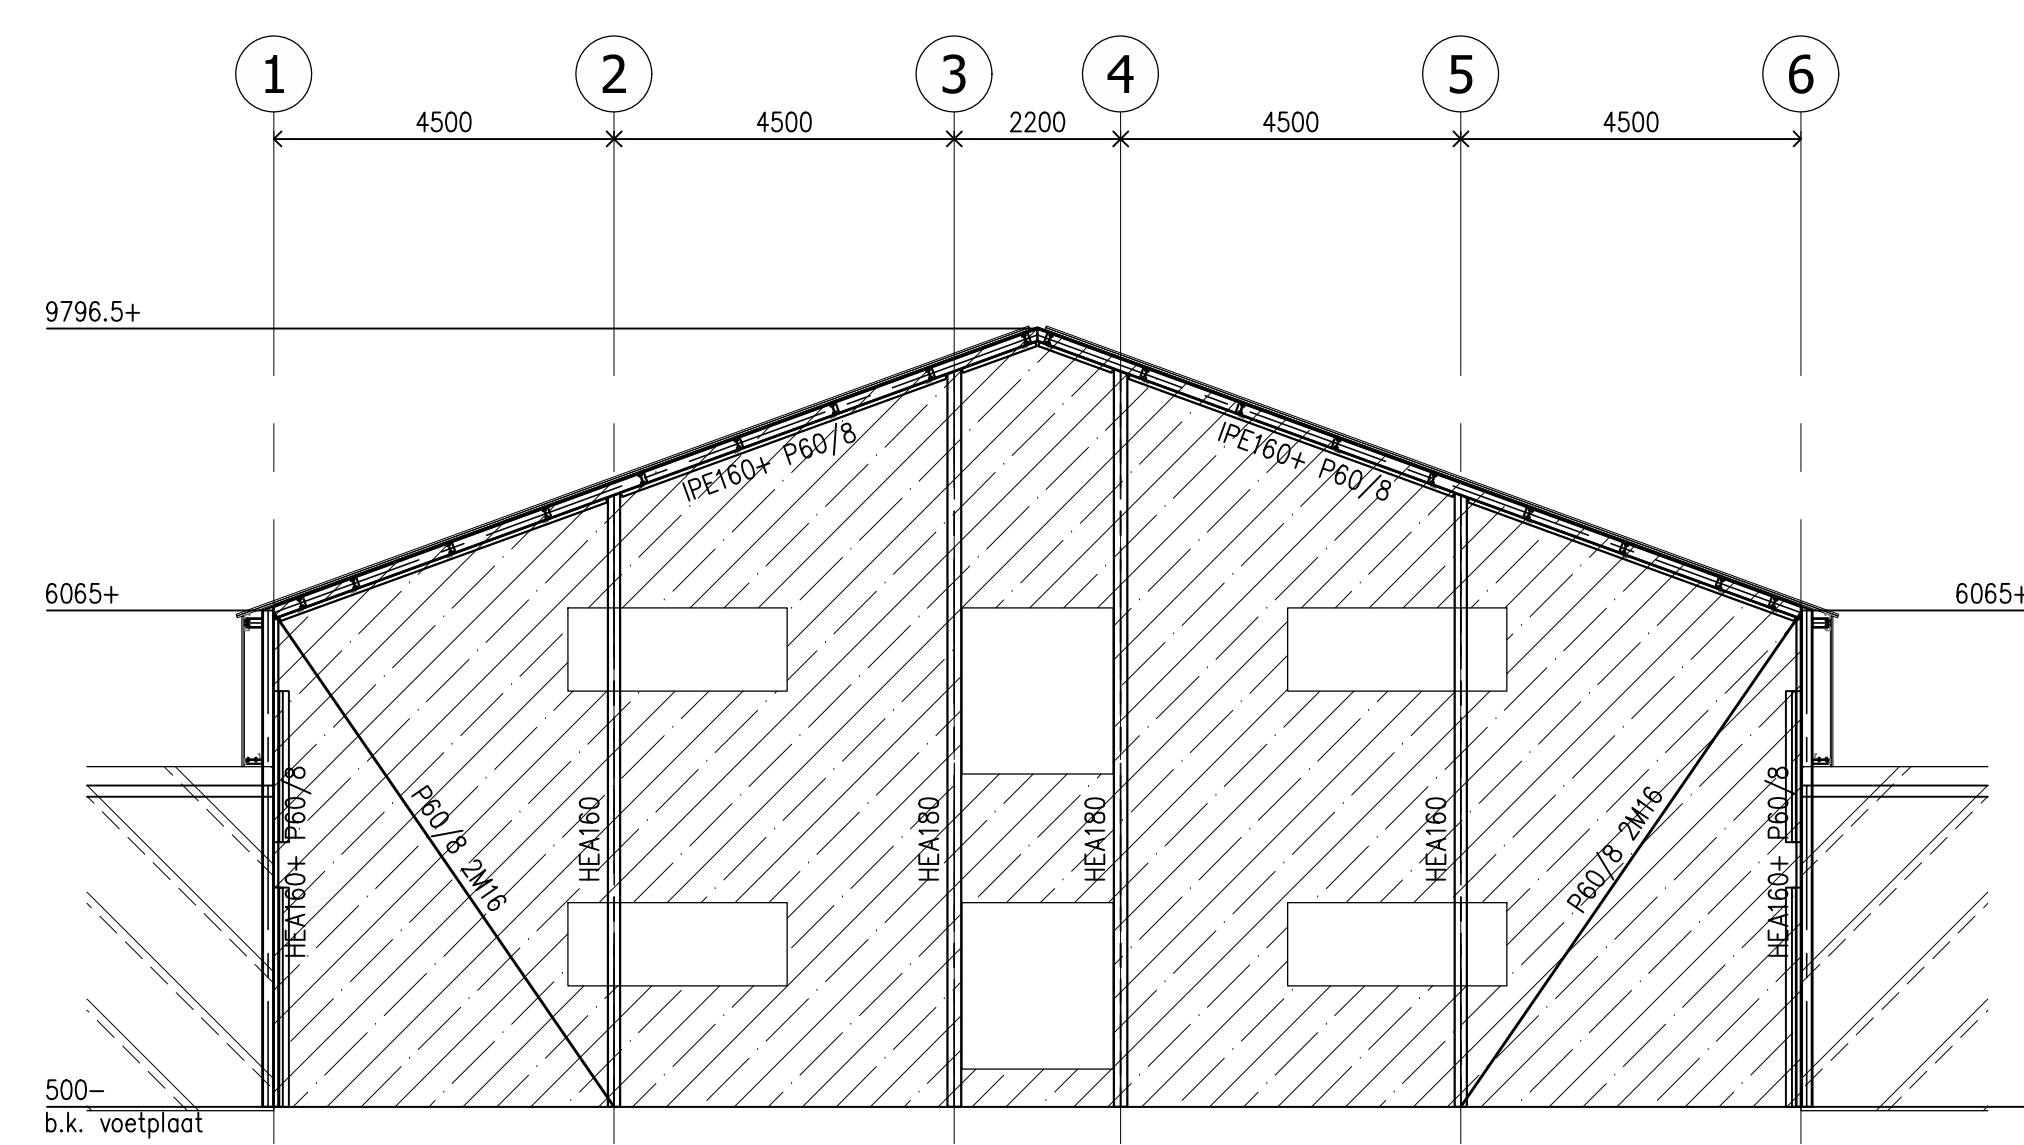 1 2 3 4 5 6
4500 4500 2200 4500 4500
9796.5+
IPE160+ P60/8
IPE160+ P60/8
6065+
6065+
HEA160+ P60/8
P60/8 2M16
HEA160
HEA180
HEA180
HEA160
P60/8 2M16
HEA160+ P60/8
500-
b.k. voetplaat